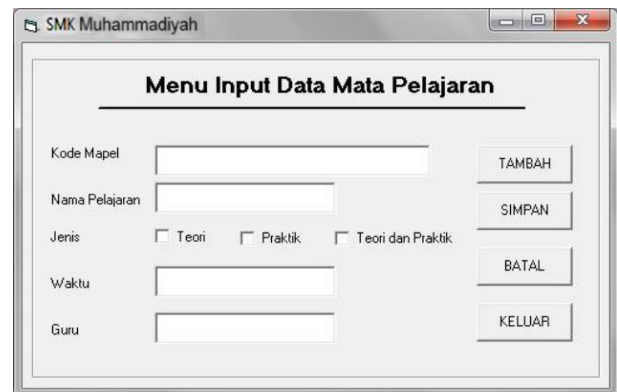 SMK Muhammadiyah
Menu Input Data Mata Pelajaran
Kode Mapel
TAMBAH
Nama Pelajaran
SIMPAN
Jenis Teori Praktik Teori dan Praktik
BATAL
Waktu
Guru
KELUAR